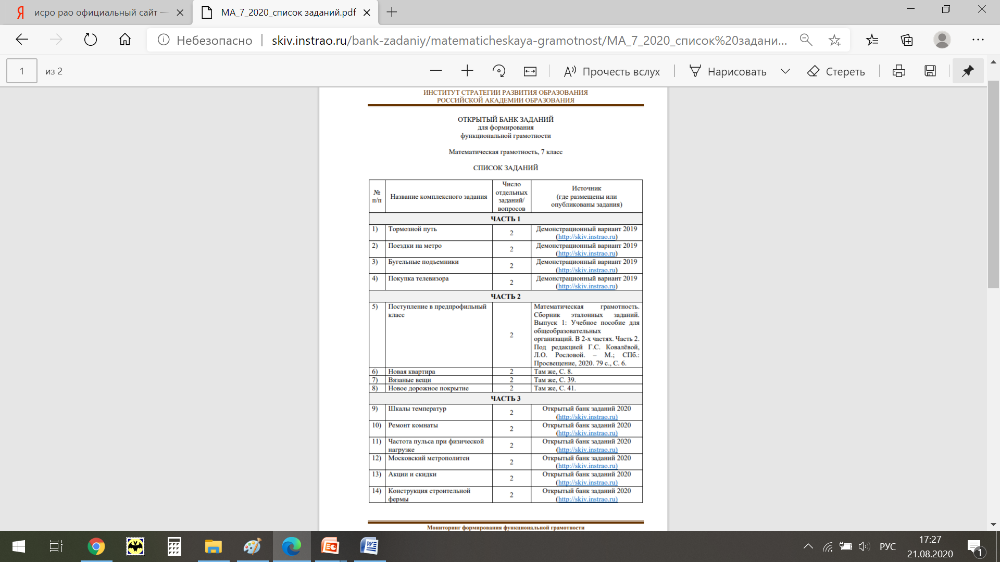 исро рао официальный сайт —
MA_7_2020_список заданий.pdf
Небезопасно
skiv.instrao.ru/bank-zadaniy/matematicheskaya-gramotnost/MA_7_2020_список%20задани...
1
из 2
Прочесть вслух
Нарисовать
Стереть
ИНСТИТУТ СТРАТЕГИИ РАЗВИТИЯ ОБРАЗОВАНИЯ
РОССИЙСКОЙ АКАДЕМИИ ОБРАЗОВАНИЯ
ОТКРЫТЫЙ БАНК ЗАДАНИЙ
для формирования
функциональной грамотности
Математическая грамотность, 7 класс
СПИСОК ЗАДАНИЙ
№
п/п
Название комплексного задания
Число
отдельных
заданий/
вопросов
Источник
(где размещены или
опубликованы задания)
ЧАСТЬ 1
1) Тормозной путь 2 Демонстрационный вариант 2019
(http://skiv.instrao.ru)
2) Поездки на метро 2 Демонстрационный вариант 2019
(http://skiv.instrao.ru)
3) Бугельные подъемники 2 Демонстрационный вариант 2019
(http://skiv.instrao.ru)
4) Покупка телевизора 2 Демонстрационный вариант 2019
(http://skiv.instrao.ru)
ЧАСТЬ 2
5) Поступление в предпрофильный
класс
2
Математическая грамотность.
Сборник эталонных заданий.
Выпуск 1: Учебное пособие для
общеобразовательных
организаций. В 2-х частях. Часть 2.
Под редакцией Г.С. Ковалёвой,
Л.О. Рословой. – М.; СПб.:
Просвещение, 2020. 79 с., С. 6.
6) Новая квартира 2 Там же, С. 8.
7) Вязаные вещи 2 Там же, С. 39.
8) Новое дорожное покрытие 2 Там же, С. 41.
ЧАСТЬ 3
9) Шкалы температур 2 Открытый банк заданий 2020
(http://skiv.instrao.ru)
10) Ремонт комнаты 2 Открытый банк заданий 2020
(http://skiv.instrao.ru)
11) Частота пульса при физической
нагрузке
2
Открытый банк заданий 2020
(http://skiv.instrao.ru)
12) Московский метрополитен 2 Открытый банк заданий 2020
(http://skiv.instrao.ru)
13) Акции и скидки 2 Открытый банк заданий 2020
(http://skiv.instrao.ru)
14) Конструкция строительной
фермы
2
Открытый банк заданий 2020
(http://skiv.instrao.ru)
Мониторинг формирования функциональной грамотности
РУС
17:27
21.08.2020
1